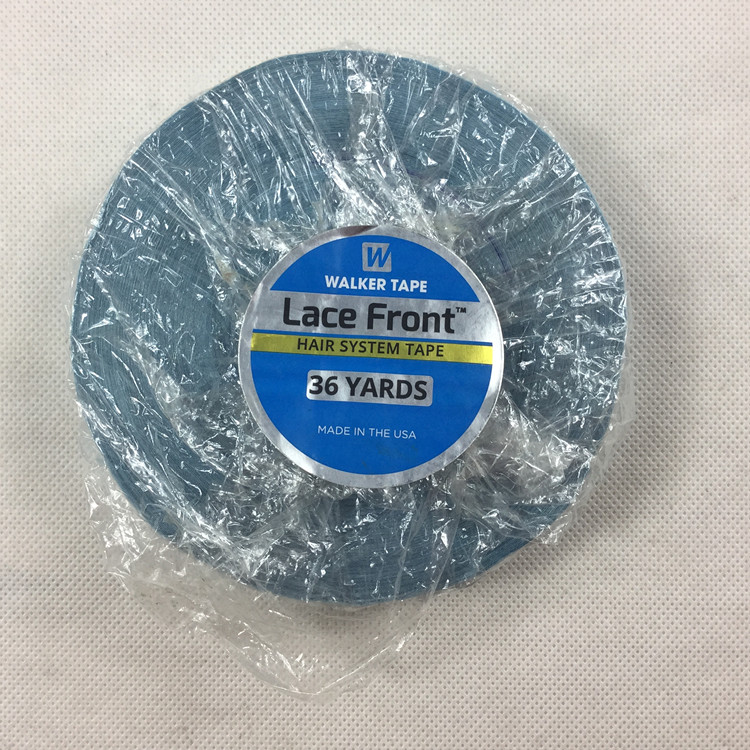 W
WALKER TAPE
Lace Front™
HAIR SYSTEM TAPE
36 YARDS
MADE IN THE USA